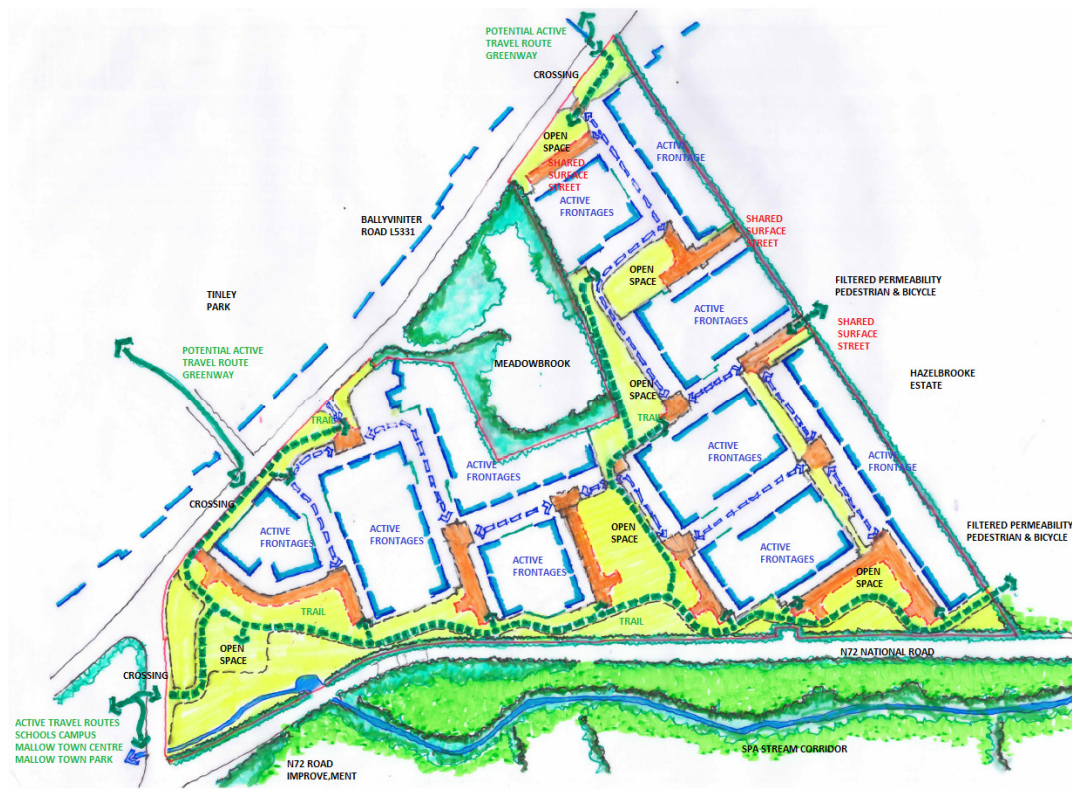 POTENTIAL ACTIVE
TRAVEL ROUTE
GREENWAY
CROSSING
OPEN
SPACE
SHARED
SURFACE
STREET
ACTIVE
FRONTAGE
ACTIVE
FRONTAGES
BALLYVINITER
ROAD L5331
SHARED
SURFACE
STREET
OPEN
SPACE
FILTERED PERMEABILITY
PEDESTRIAN & BICYCLE
TINLEY
PARK
SHARED
SURFACE
STREET
ACTIVE
FRONTAGES
POTENTIAL ACTIVE
TRAVEL ROUTE
GREENWAY
MEADOWBROOK
HAZELBROOKE
ESTATE
OPEN
SPACE
TRAIL
TRAIL
ACTIVE
FRONTAGES
ACTIVE
FRONTAGES
ACTIVE
FRONTAGE
CROSSING
ACTIVE
FRONTAGES
ACTIVE
FRONTAGES
OPEN
SPACE
FILTERED PERMEABILITY
PEDESTRIAN & BICYCLE
ACTIVE
FRONTAGES
ACTIVE
FRONTAGES
OPEN
SPACE
TRAIL
TRAIL
OPEN
SPACE
N72 NATIONAL ROAD
CROSSING
ACTIVE TRAVEL ROUTES
SCHOOLS CAMPUS
MALLOW TOWN CENTRE
MALLOW TOWN PARK
SPA STREAM CORRIDOR
N72 ROAD
IMPROVE,MENT